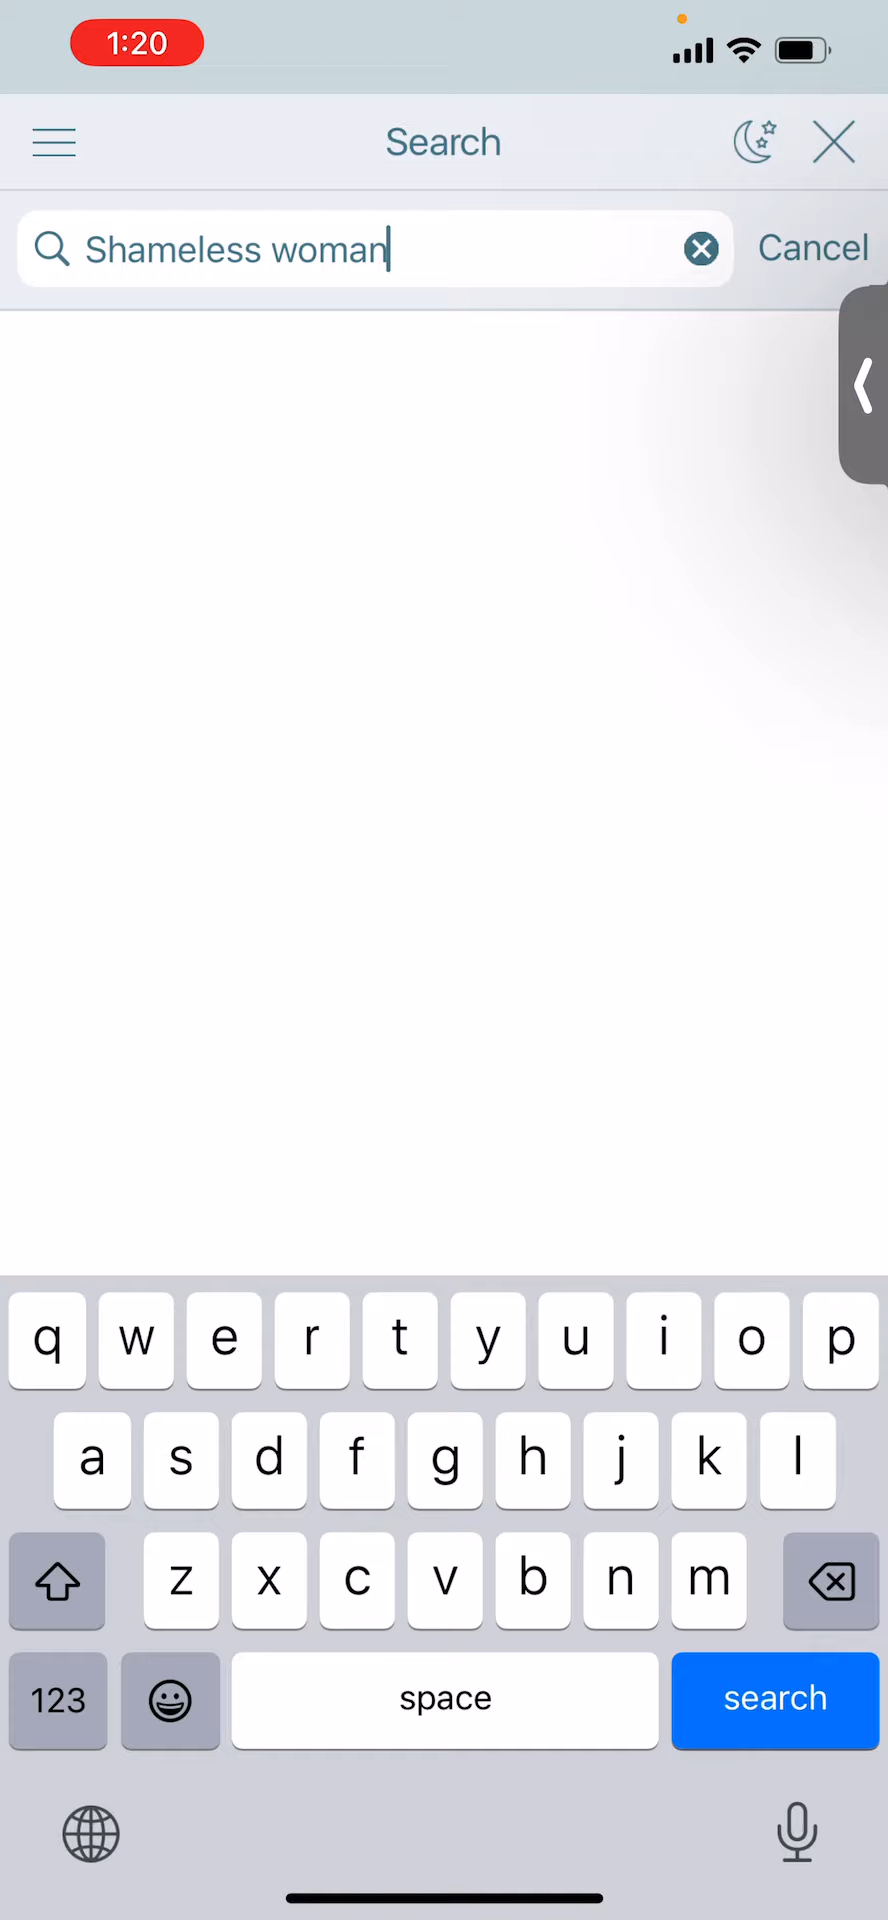 1:20
Search
Shameless woman
Cancel
q w e r t y u i o p
a s d f g h j k l
z x c v b n m
123 space search